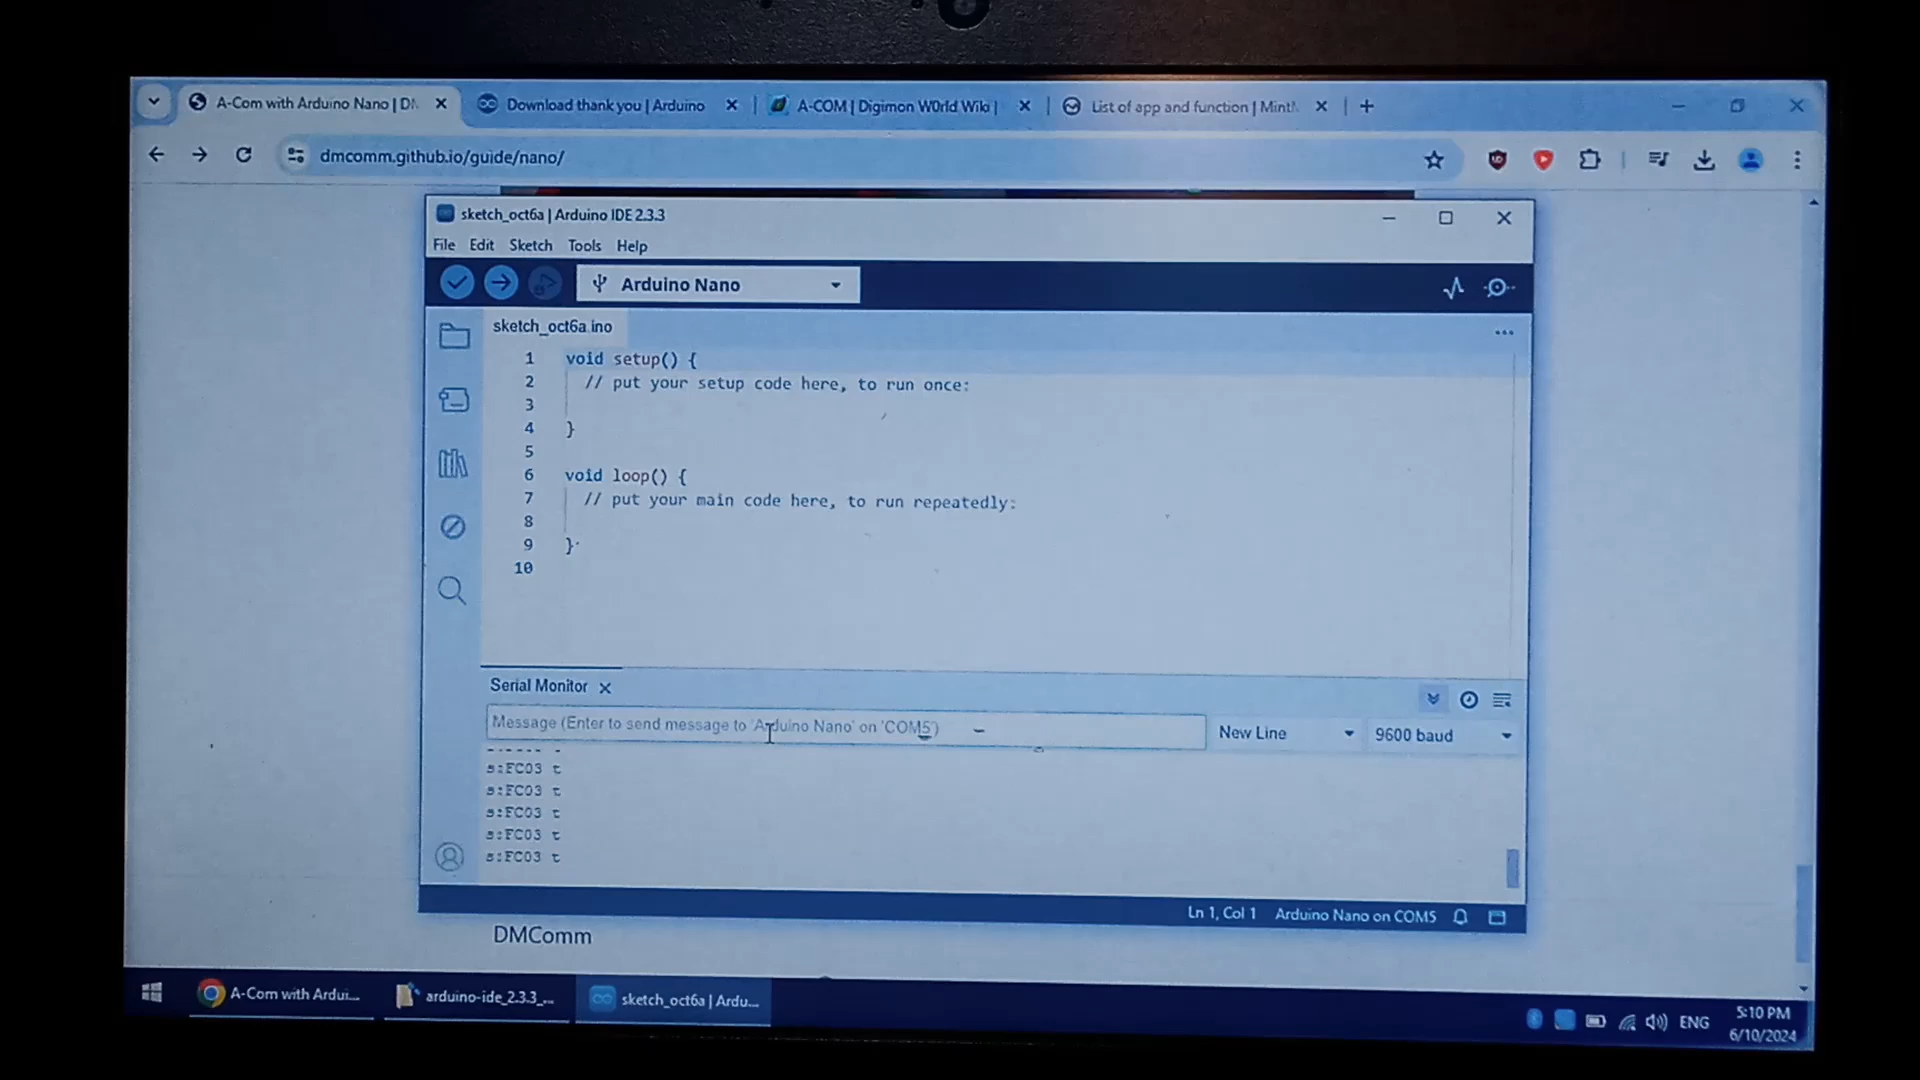 A-Com with Arduino Nano | DM
Download thank you | Arduino
A-COM | Digimon W0rld Wiki |
List of app and function | Mint
dmcomm.github.io/guide/nano/
sketch_oct6a | Arduino IDE 2.3.3
File Edit Sketch Tools Help
Arduino Nano
sketch_oct6a.ino
1 void setup() {
2 // put your setup code here, to run once:
3
4 }
5
6 void loop() {
7 // put your main code here, to run repeatedly:
8
9 }
10
Serial Monitor
Message (Enter to send message to 'Arduino Nano' on 'COM5')
New Line
9600 baud
s:FC03 t
s:FC03 t
s:FC03 t
s:FC03 t
s:FC03 t
Ln 1, Col 1 Arduino Nano on COM5
DMComm
A-Com with Ardui...
arduino-ide_2.3.3_...
sketch_oct6a | Ardu...
ENG
5:10 PM
6/10/2024